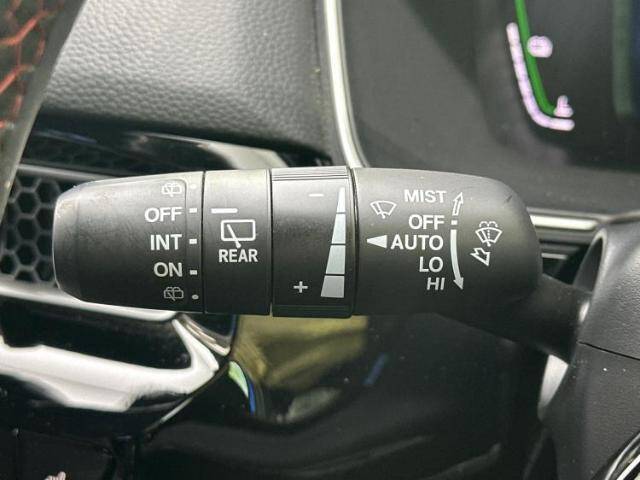 OFF
INT
ON
REAR
−
+
MIST
OFF
AUTO
LO
HI